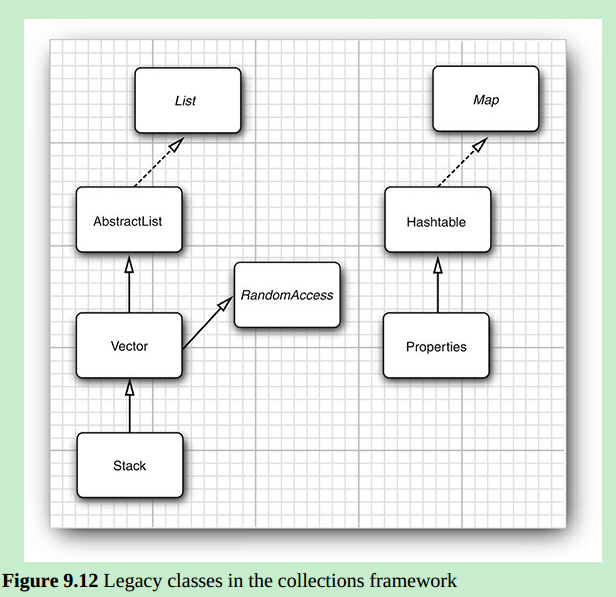 List
Map
AbstractList
Hashtable
RandomAccess
Vector
Properties
Stack
Figure 9.12 Legacy classes in the collections framework